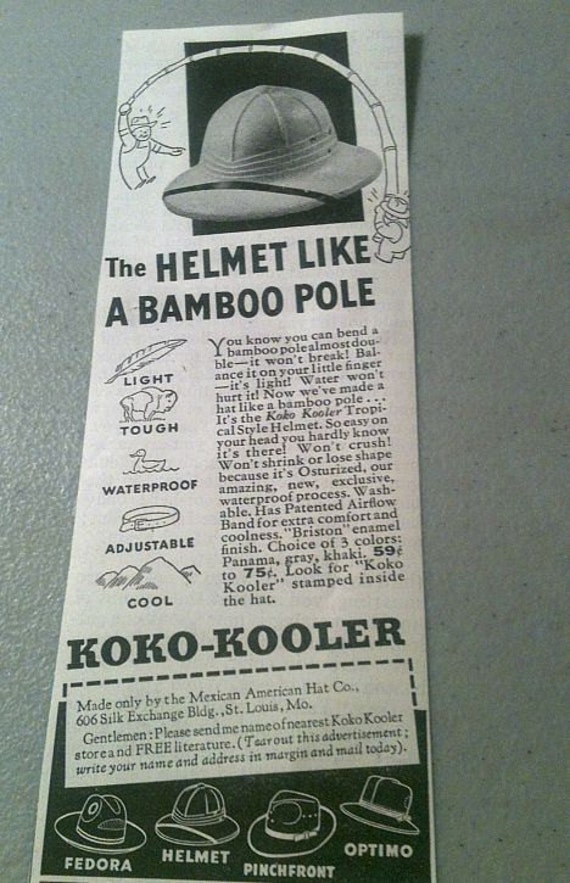 The HELMET LIKE
A BAMBOO POLE
LIGHT
TOUGH
WATERPROOF
ADJUSTABLE
COOL
You know you can bend a
bamboo pole almost dou-
ble—it won't break! Bal-
ance it on your little finger
—it's light! Water won't
hurt it! Now we've made a
hat like a bamboo pole...
It's the Koko Kooler Tropi-
cal Style Helmet. So easy on
your head you hardly know
it's there! Won't crush!
Won't shrink or lose shape
because it's Osturized, our
amazing, new, exclusive,
waterproof process. Wash-
able. Has Patented Airflow
Band for extra comfort and
coolness. "Briston" enamel
finish. Choice of 3 colors:
Panama, gray, khaki. 59¢
to 75¢. Look for "Koko
Kooler" stamped inside
the hat.
KOKO-KOOLER
Made only by the Mexican American Hat Co.,
606 Silk Exchange Bldg., St. Louis, Mo.
Gentlemen: Please send me name of nearest Koko Kooler
store and FREE literature. (Tear out this advertisement;
write your name and address in margin and mail today).
FEDORA
HELMET
PINCHFRONT
OPTIMO